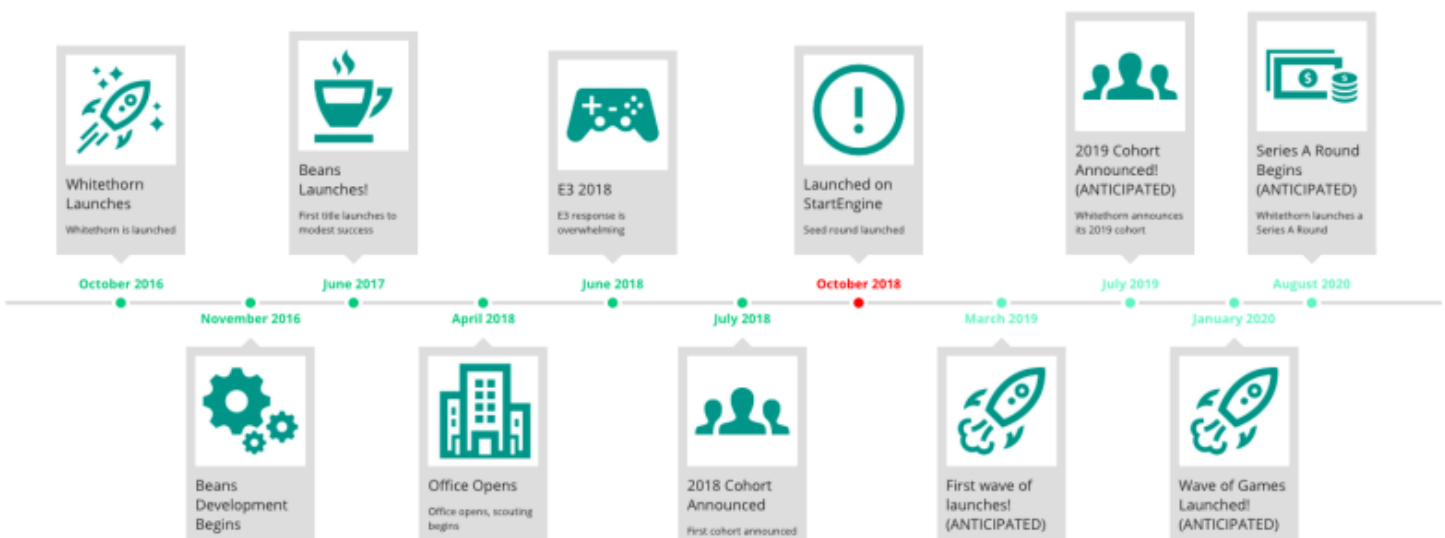 Whitethorn
Launches
Whitethorn is launched
Beans
Launches!
First title launches to
modest success
E3 2018
E3 response is
overwhelming
Launched on
StartEngine
Seed round launched
2019 Cohort
Announced!
(ANTICIPATED)
Whitethorn announces
its 2019 cohort
Series A Round
Begins
(ANTICIPATED)
Whitethorn launches a
Series A Round
October 2016
June 2017
June 2018
October 2018
July 2019
August 2020
November 2016
April 2018
July 2018
March 2019
January 2020
Beans
Development
Begins
Office Opens
Office opens, scouting
begins
2018 Cohort
Announced
First cohort announced
First wave of
launches!
(ANTICIPATED)
Wave of Games
Launched!
(ANTICIPATED)